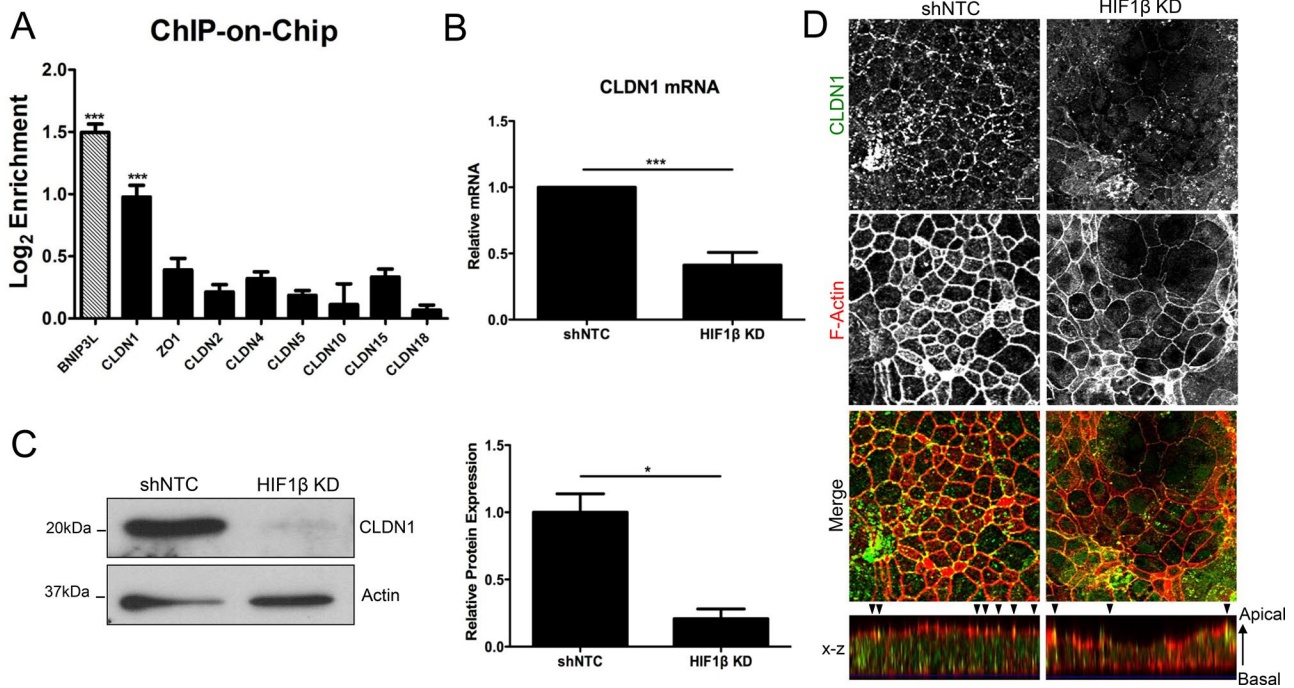 A
ChIP-on-Chip
Log2 Enrichment
2.0
1.5
1.0
0.5
0.0
***
***
BNIP3L
CLDN1
ZO1
CLDN2
CLDN4
CLDN5
CLDN10
CLDN15
CLDN18
B
CLDN1 mRNA
Relative mRNA
1.5
1.0
0.5
0.0
***
shNTC
HIF1β KD
C
shNTC
HIF1β KD
20kDa
CLDN1
37kDa
Actin
Relative Protein Expression
1.5
1.0
0.5
0.0
*
shNTC
HIF1β KD
D
shNTC
HIF1β KD
CLDN1
F-Actin
Merge
x-z
Apical
Basal